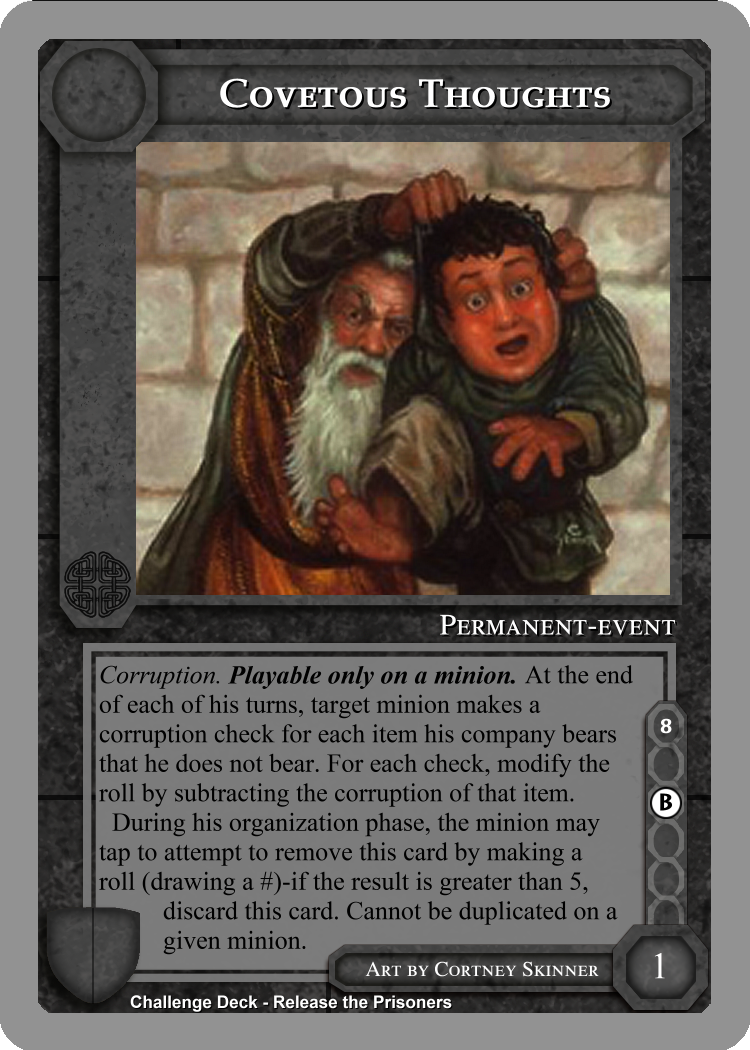 COVETOUS THOUGHTS
PERMANENT-EVENT
Corruption. Playable only on a minion. At the end
of each of his turns, target minion makes a
corruption check for each item his company bears
that he does not bear. For each check, modify the
roll by subtracting the corruption of that item.
During his organization phase, the minion may
tap to attempt to remove this card by making a
roll (drawing a #)-if the result is greater than 5,
discard this card. Cannot be duplicated on a
given minion.
8
B
ART BY CORTNEY SKINNER
1
Challenge Deck - Release the Prisoners